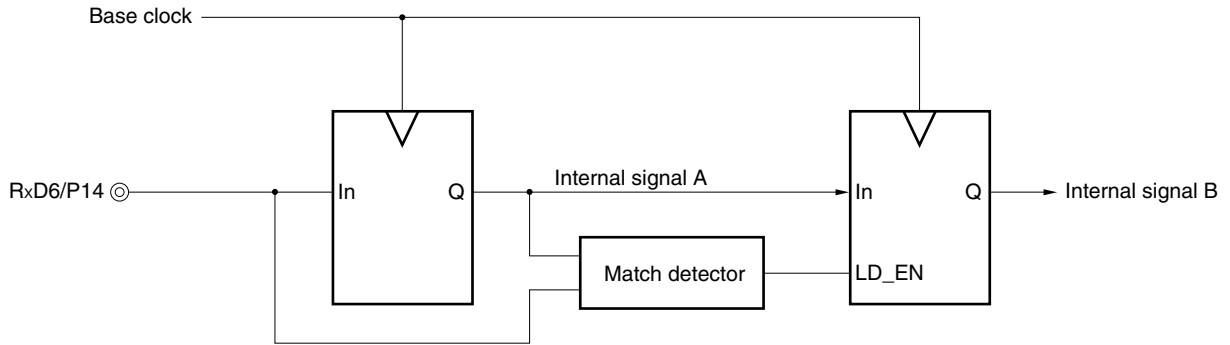 Base clock
RxD6/P14
In
Q
Internal signal A
In
Q
Internal signal B
Match detector
LD_EN